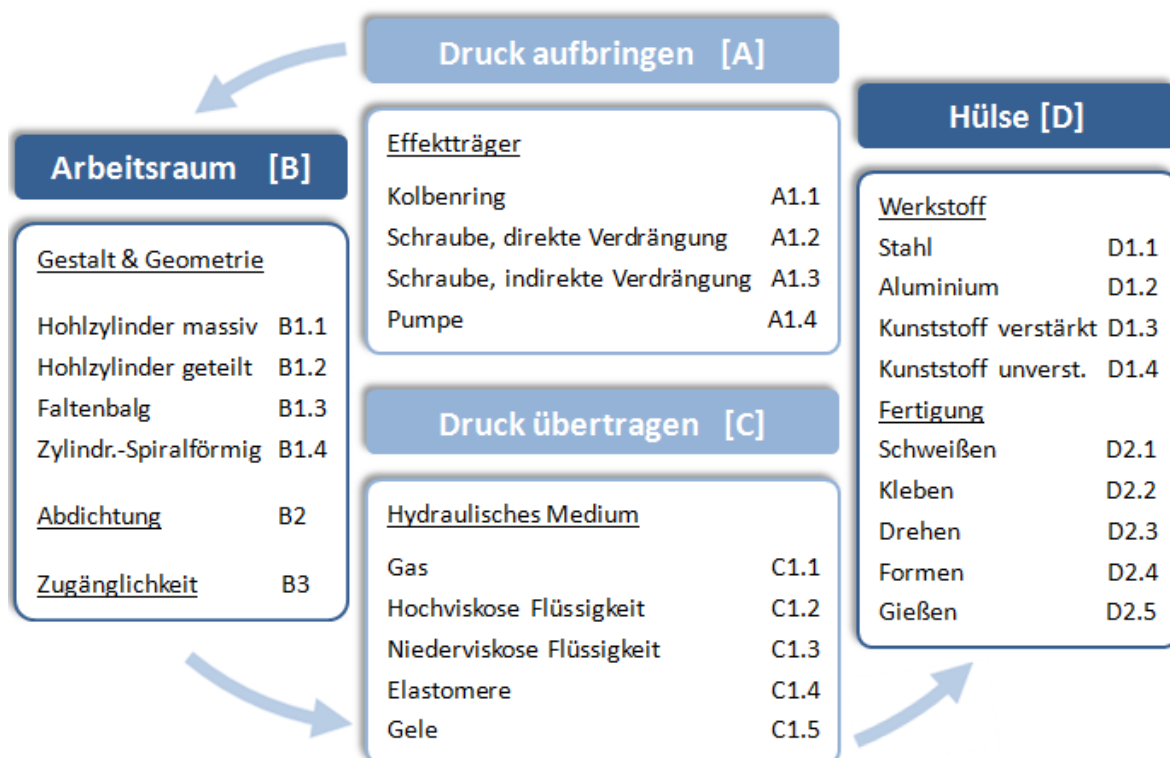 Druck aufbringen [A]
Effektträger
Kolbenring A1.1
Schraube, direkte Verdrängung A1.2
Schraube, indirekte Verdrängung A1.3
Pumpe A1.4
Arbeitsraum [B]
Gestalt & Geometrie
Hohlzylinder massiv B1.1
Hohlzylinder geteilt B1.2
Faltenbalg B1.3
Zylindr.-Spiralförmig B1.4
Abdichtung B2
Zugänglichkeit B3
Druck übertragen [C]
Hydraulisches Medium
Gas C1.1
Hochviskose Flüssigkeit C1.2
Niederviskose Flüssigkeit C1.3
Elastomere C1.4
Gele C1.5
Hülse [D]
Werkstoff
Stahl D1.1
Aluminium D1.2
Kunststoff verstärkt D1.3
Kunststoff unverst. D1.4
Fertigung
Schweißen D2.1
Kleben D2.2
Drehen D2.3
Formen D2.4
Gießen D2.5